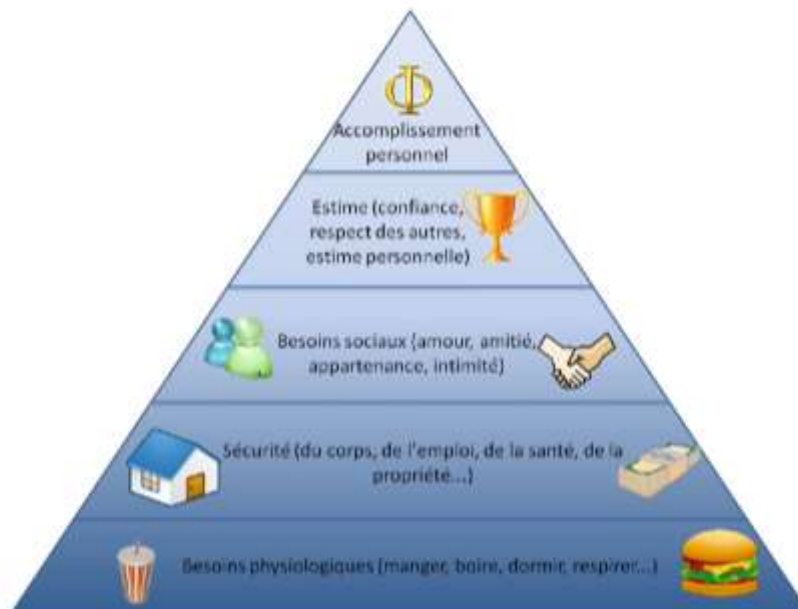 Φ
Accomplissement
personnel
Estime (confiance,
respect des autres,
estime personnelle)
Besoins sociaux (amour, amitié,
appartenance, intimité)
Sécurité (du corps, de l'emploi, de la santé, de la
propriété...)
Besoins physiologiques (manger, boire, dormir, respirer...)